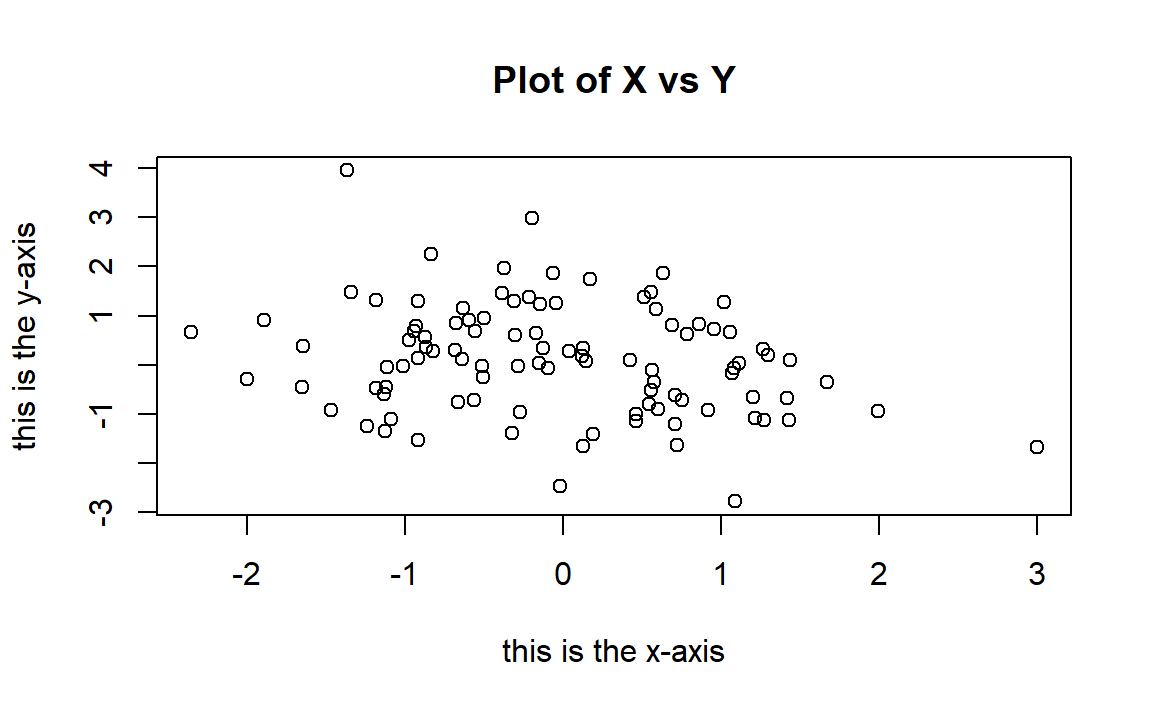 Plot of X vs Y
this is the y-axis
4
3
2
1
-1
-3
-2 -1 0 1 2 3
this is the x-axis